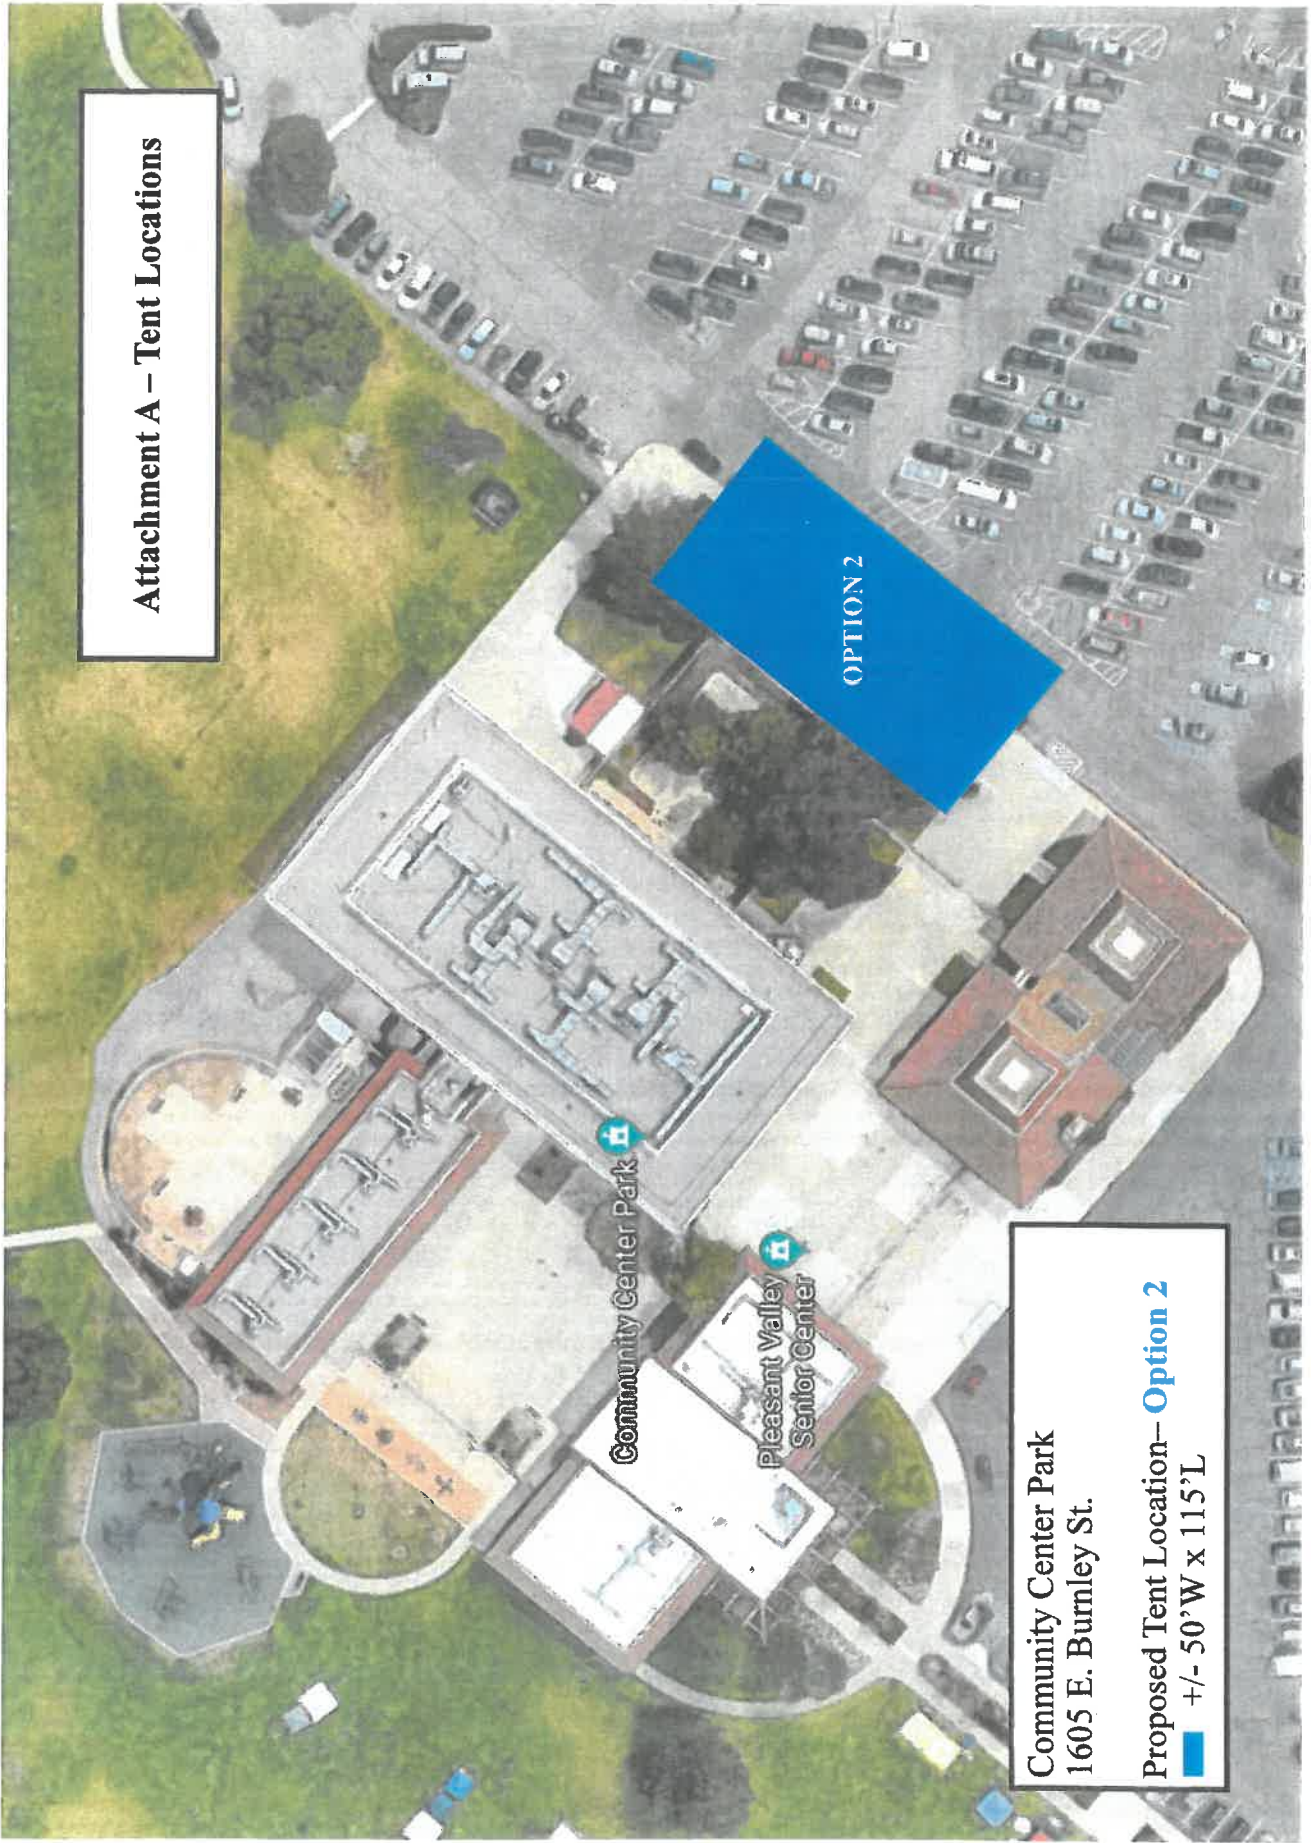 Attachment A – Tent Locations
OPTION 2
Community Center Park
Pleasant Valley
Senior Center
Community Center Park
1605 E. Burnley St.
Proposed Tent Location– Option 2
+/- 50'W x 115'L